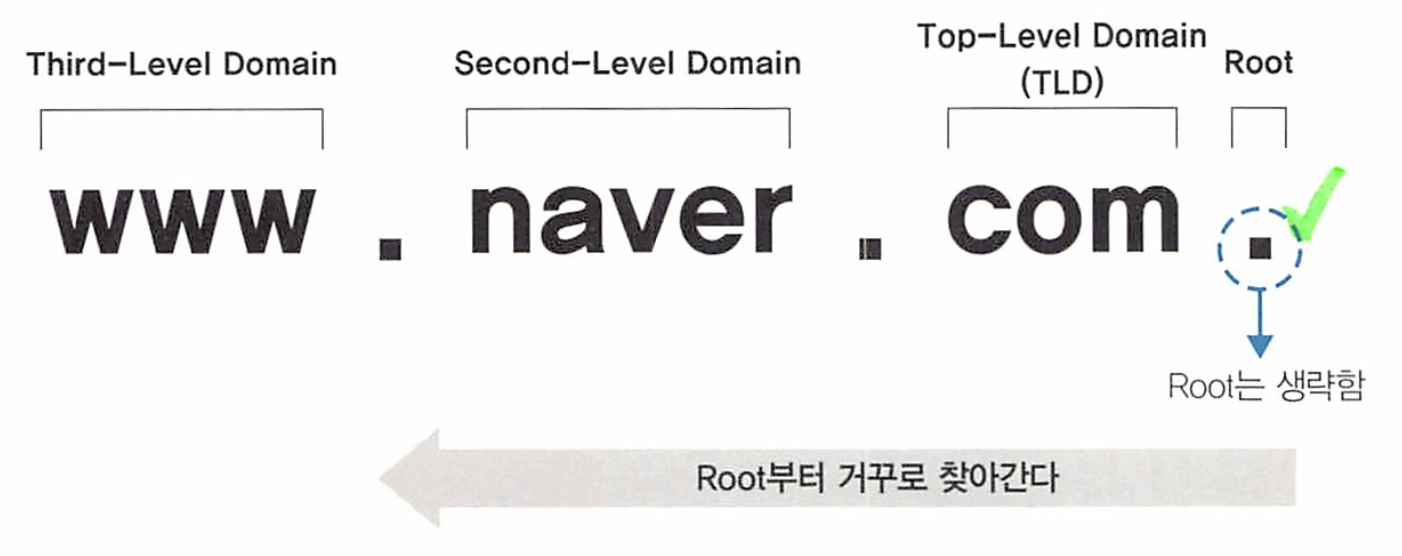 Third-Level Domain
Second-Level Domain
Top-Level Domain
(TLD)
Root
www . naver . com .
Root는 생략함
Root부터 거꾸로 찾아간다